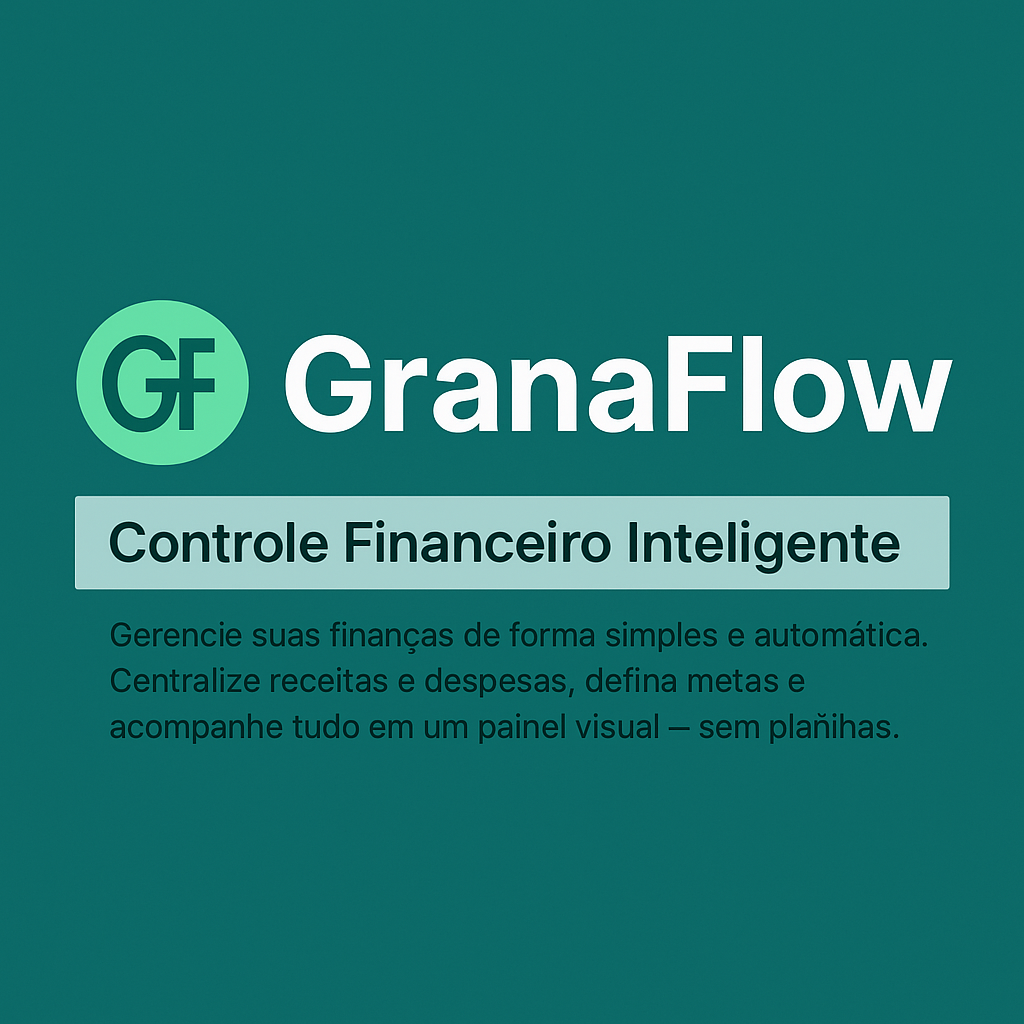 GF GranaFlow
Controle Financeiro Inteligente
Gerencie suas finanças de forma simples e automática.
Centralize receitas e despesas, defina metas e
acompanhe tudo em um painel visual — sem plañihas.